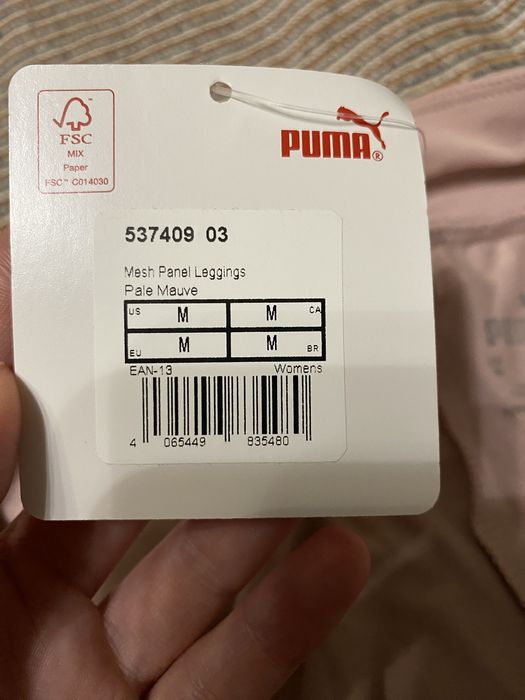 FSC
MIX
Paper
FSC™ C014030
PUMA®
537409 03
Mesh Panel Leggings
Pale Mauve
US M M CA
EU M M BR
EAN-13 Womens
4 065449 835480